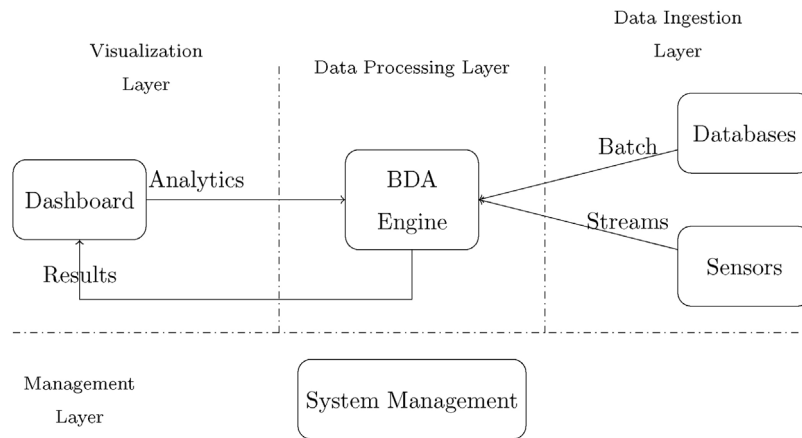 Visualization
Layer
Data Processing Layer
Data Ingestion
Layer
Dashboard
Analytics
Results
BDA
Engine
Batch
Streams
Databases
Sensors
Management
Layer
System Management